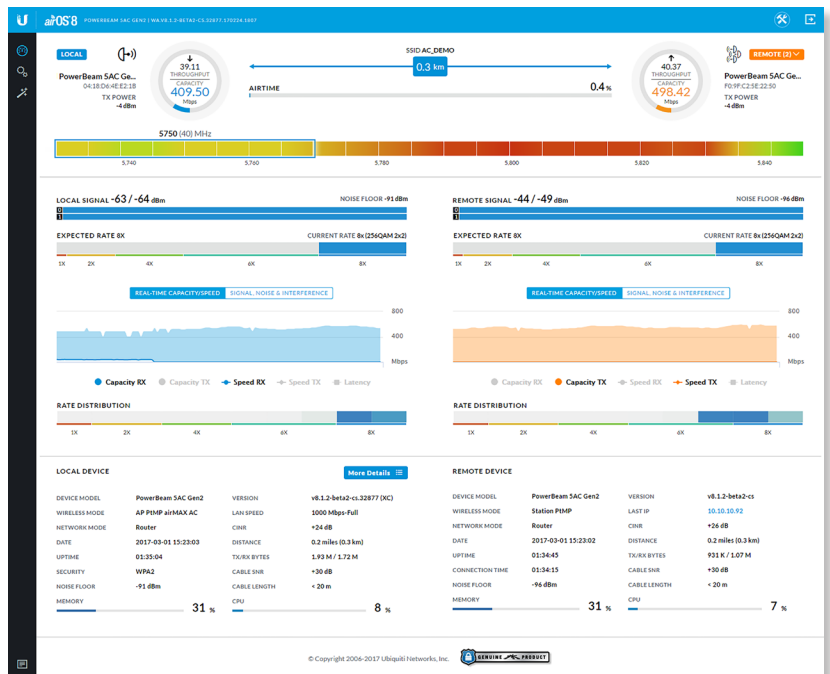 U airOS 8 POWERBEAM 5AC GEN2 | WA.V8.1.2-BETA2-CS.32877.170224.1807
LOCAL
PowerBeam 5AC Ge...
04:18:D6:4E:E2:18
TX POWER
-4 dBm
39.11
THROUGHPUT
CAPACITY
409.50
Mbps
SSID AC_DEMO
0.3 km
AIRTIME 0.4 %
40.37
THROUGHPUT
CAPACITY
498.42
Mbps
REMOTE (2)
PowerBeam 5AC Ge...
F0:9F:C2:5E:22:50
TX POWER
-4 dBm
5750 (40) MHz
5,740 5,760 5,780 5,800 5,820 5,840
LOCAL SIGNAL -63 / -64 dBm NOISE FLOOR -91 dBm
0
1
EXPECTED RATE 8X CURRENT RATE 8x (256QAM 2x2)
1X 2X 4X 6X 8X
REAL-TIME CAPACITY/SPEED SIGNAL, NOISE & INTERFERENCE
800
400
Mbps
Capacity RX Capacity TX Speed RX Speed TX Latency
RATE DISTRIBUTION
1X 2X 4X 6X 8X
REMOTE SIGNAL -44 / -49 dBm NOISE FLOOR -96 dBm
0
1
EXPECTED RATE 8X CURRENT RATE 8x (256QAM 2x2)
1X 2X 4X 6X 8X
REAL-TIME CAPACITY/SPEED SIGNAL, NOISE & INTERFERENCE
800
400
Mbps
Capacity RX Capacity TX Speed RX Speed TX Latency
RATE DISTRIBUTION
1X 2X 4X 6X 8X
LOCAL DEVICE More Details
DEVICE MODEL PowerBeam 5AC Gen2 VERSION v8.1.2-beta2-cs.32877 (XC)
WIRELESS MODE AP PtMP airMAX AC LAN SPEED 1000 Mbps-Full
NETWORK MODE Router CINR +24 dB
DATE 2017-03-01 15:23:03 DISTANCE 0.2 miles (0.3 km)
UPTIME 01:35:04 TX/RX BYTES 1.93 M / 1.72 M
SECURITY WPA2 CABLE SNR +30 dB
NOISE FLOOR -91 dBm CABLE LENGTH < 20 m
MEMORY 31 % CPU 8 %
REMOTE DEVICE
DEVICE MODEL PowerBeam 5AC Gen2 VERSION v8.1.2-beta2-cs
WIRELESS MODE Station PtMP LAST IP 10.10.10.92
NETWORK MODE Router CINR +26 dB
DATE 2017-03-01 15:23:02 DISTANCE 0.2 miles (0.3 km)
UPTIME 01:34:45 TX/RX BYTES 931 K / 1.07 M
CONNECTION TIME 01:34:15 CABLE SNR +30 dB
NOISE FLOOR -96 dBm CABLE LENGTH < 20 m
MEMORY 31 % CPU 7 %
© Copyright 2006-2017 Ubiquiti Networks, Inc. GENUINE PRODUCT